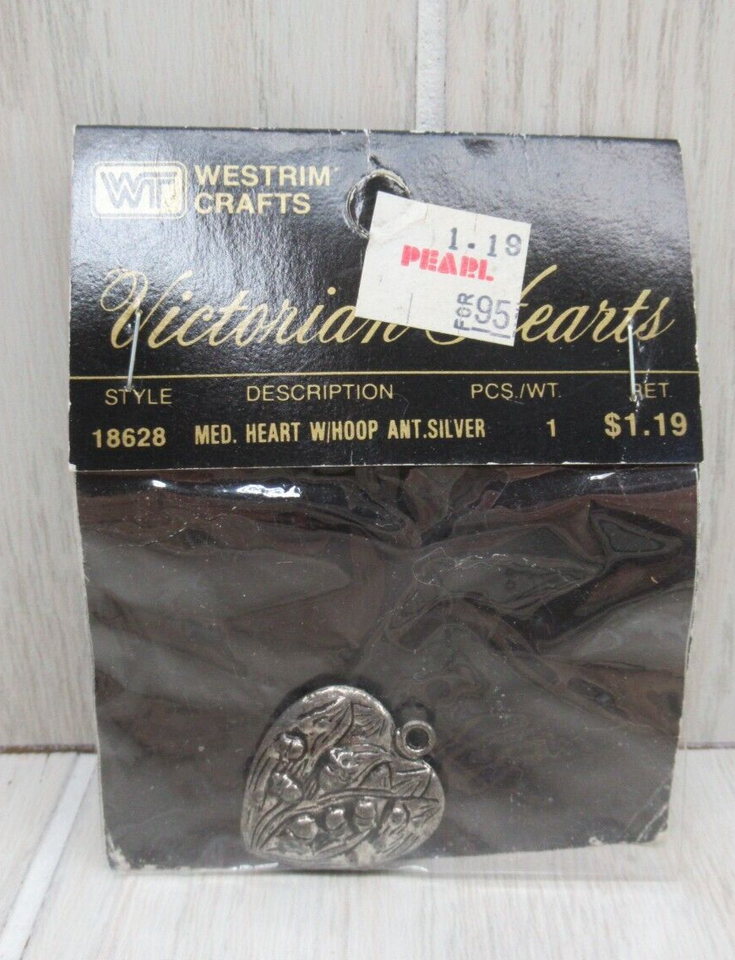 WT
WESTRIM
CRAFTS
1.19
PEARL
FOR 95
Victorian Hearts
STYLE DESCRIPTION PCS./WT. RET.
18628 MED. HEART W/HOOP ANT.SILVER 1 $1.19